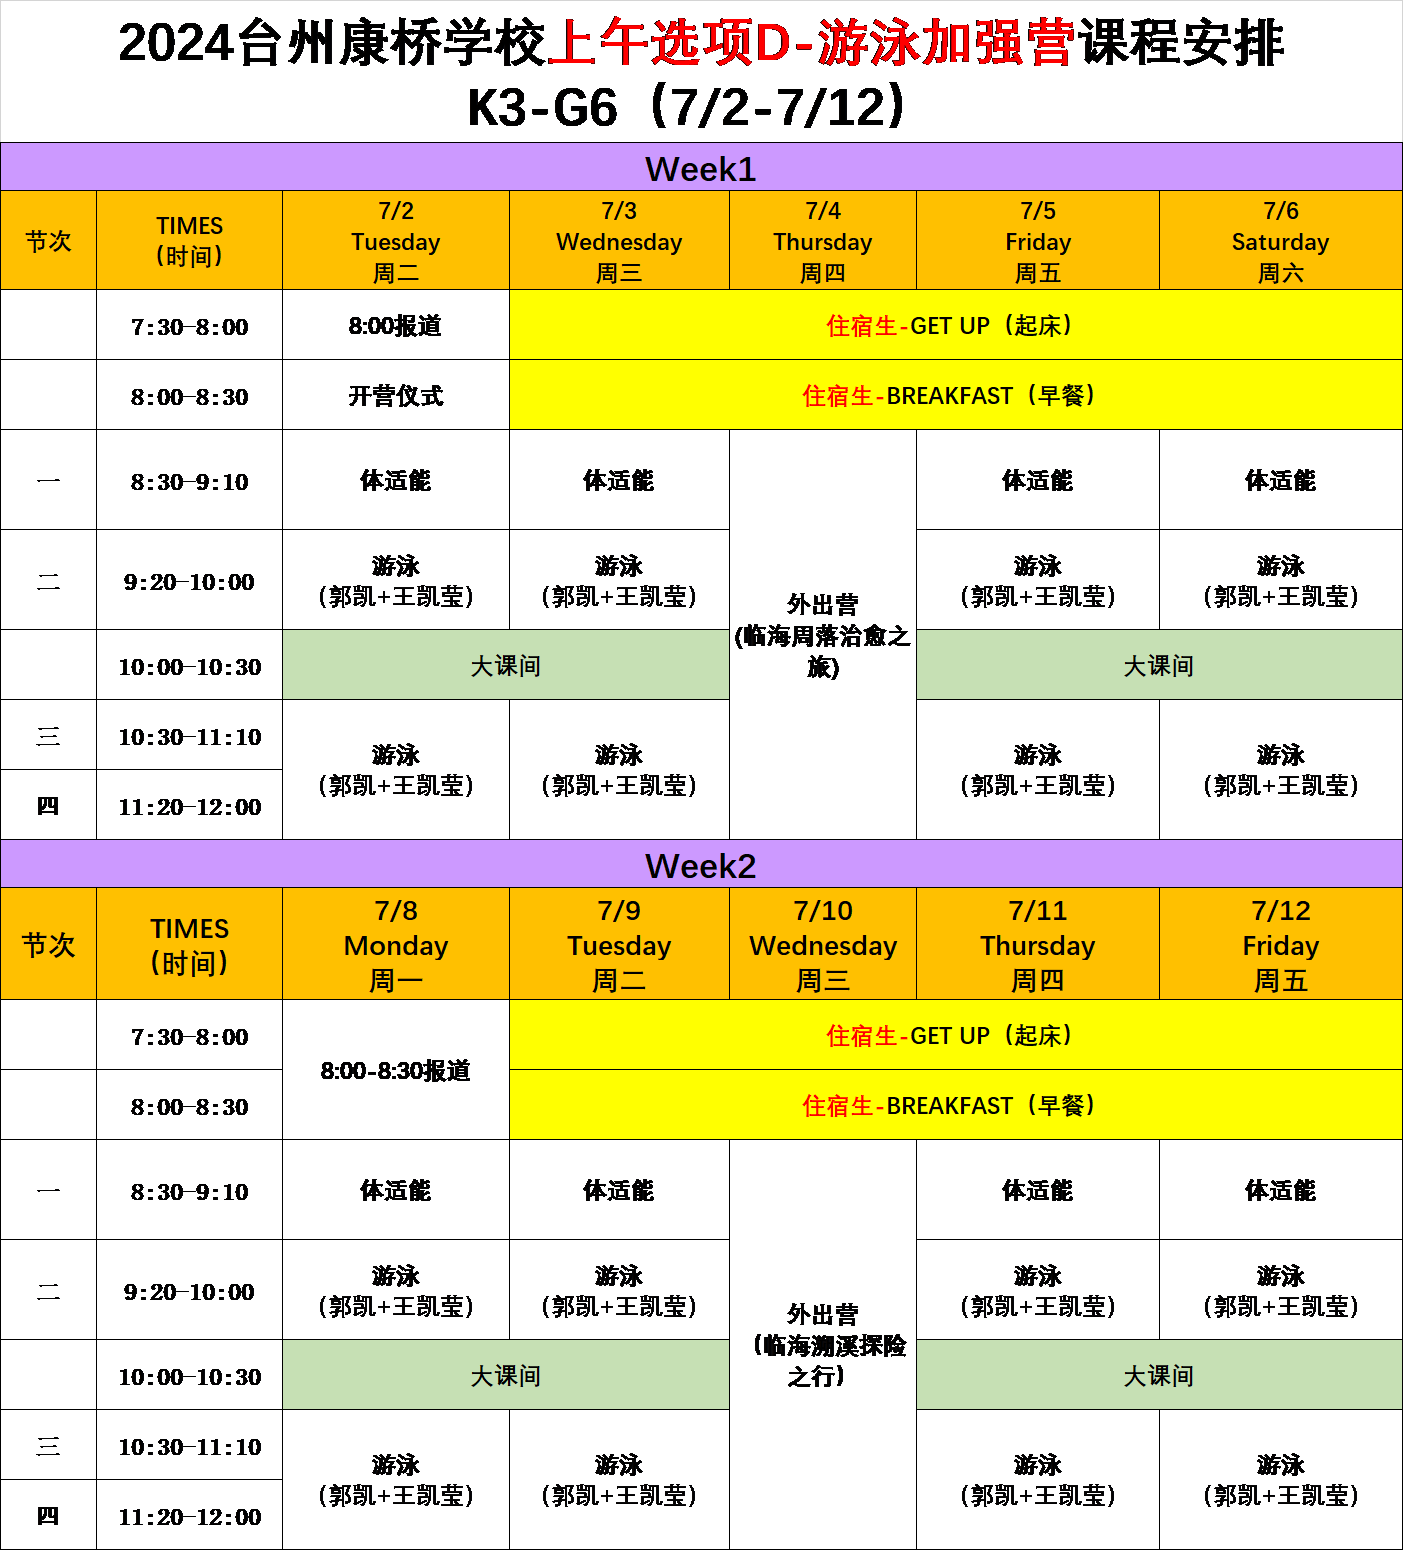 2024台州康桥学校上午选项D-游泳加强营课程安排
K3-G6（7/2-7/12）
Week1
节次
TIMES
（时间）
7/2
Tuesday
周二
7/3
Wednesday
周三
7/4
Thursday
周四
7/5
Friday
周五
7/6
Saturday
周六
7:30-8:00
8:00报道
住宿生-GET UP（起床）
8:00-8:30
开营仪式
住宿生-BREAKFAST（早餐）
一
8:30-9:10
体适能
体适能
外出营
(临海周落治愈之
旅)
体适能
体适能
二
9:20-10:00
游泳
（郭凯+王凯莹）
游泳
（郭凯+王凯莹）
游泳
（郭凯+王凯莹）
游泳
（郭凯+王凯莹）
10:00-10:30
大课间
大课间
三
10:30-11:10
游泳
（郭凯+王凯莹）
游泳
（郭凯+王凯莹）
游泳
（郭凯+王凯莹）
游泳
（郭凯+王凯莹）
四
11:20-12:00
Week2
节次
TIMES
（时间）
7/8
Monday
周一
7/9
Tuesday
周二
7/10
Wednesday
周三
7/11
Thursday
周四
7/12
Friday
周五
7:30-8:00
8:00-8:30报道
住宿生-GET UP（起床）
8:00-8:30
住宿生-BREAKFAST（早餐）
一
8:30-9:10
体适能
体适能
外出营
（临海溯溪探险
之行）
体适能
体适能
二
9:20-10:00
游泳
（郭凯+王凯莹）
游泳
（郭凯+王凯莹）
游泳
（郭凯+王凯莹）
游泳
（郭凯+王凯莹）
10:00-10:30
大课间
大课间
三
10:30-11:10
游泳
（郭凯+王凯莹）
游泳
（郭凯+王凯莹）
游泳
（郭凯+王凯莹）
游泳
（郭凯+王凯莹）
四
11:20-12:00